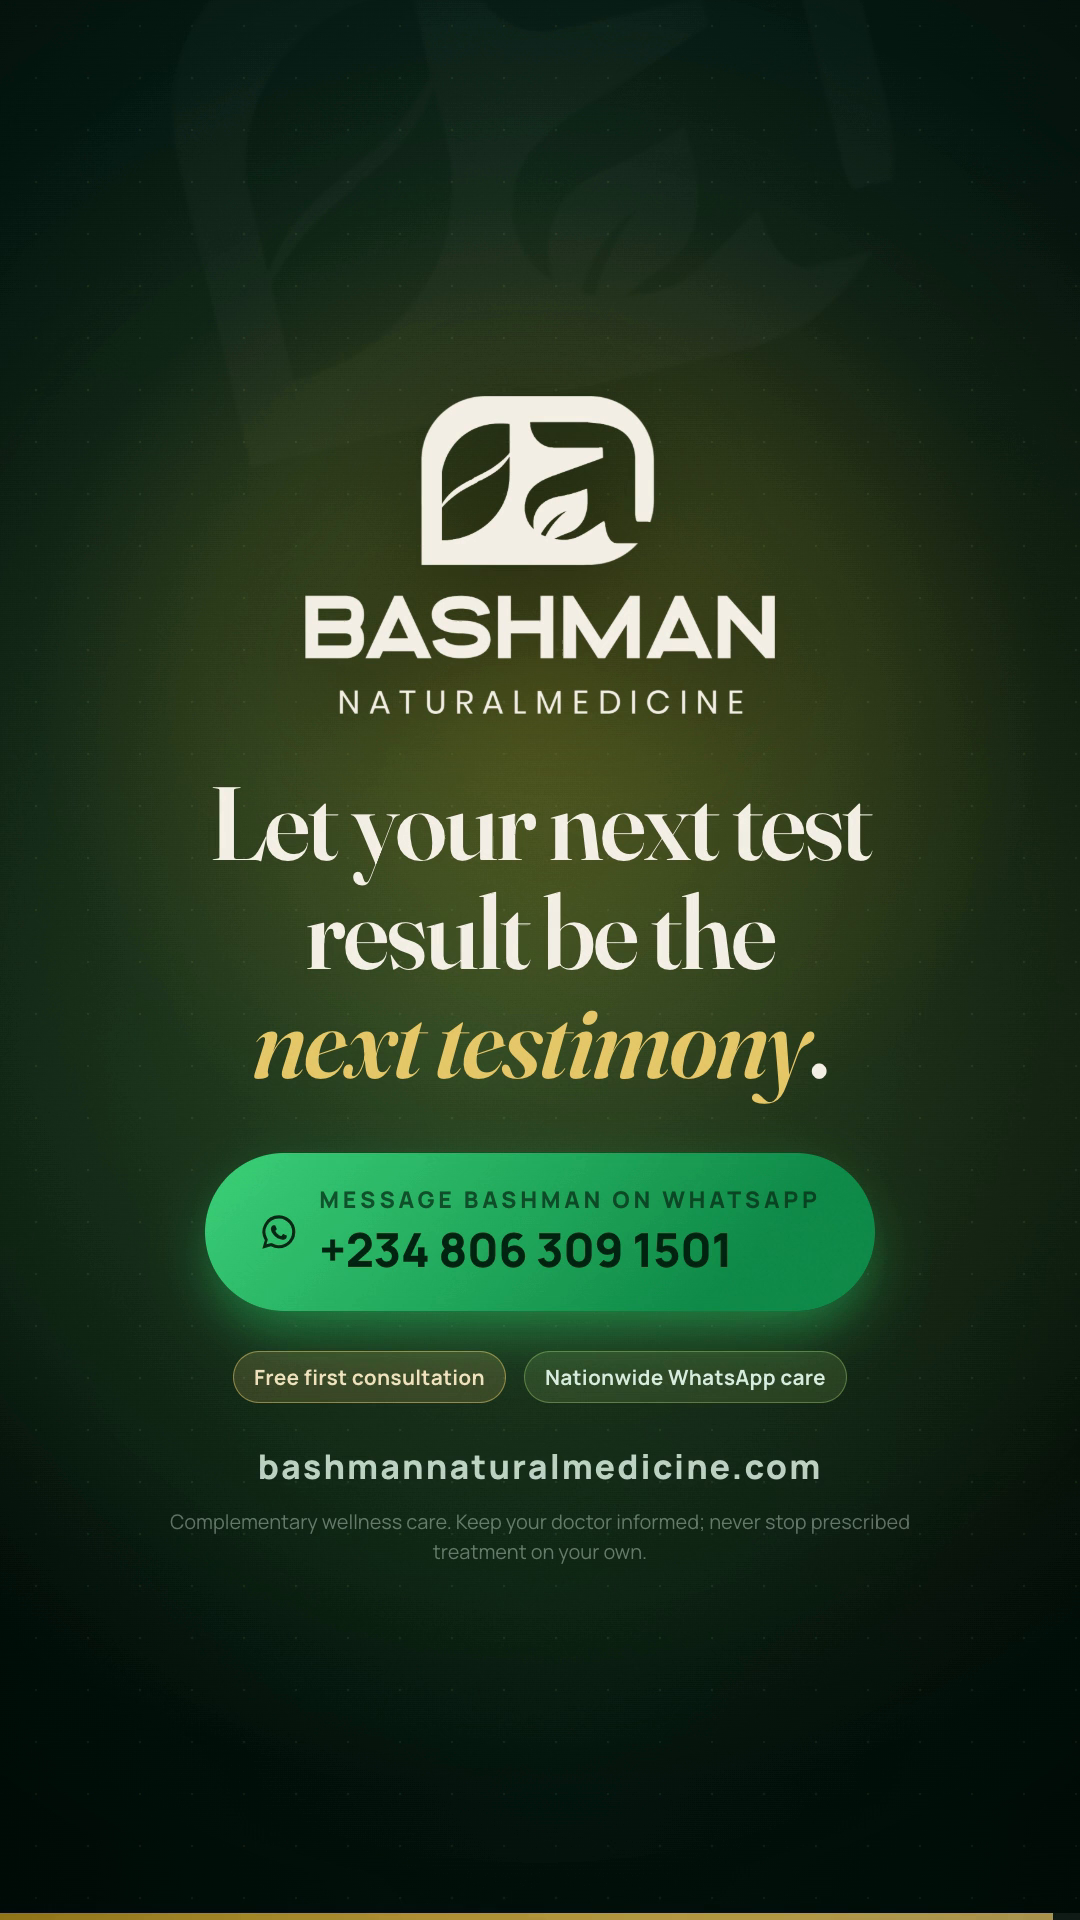 BASHMAN
NATURALMEDICINE
Let your next test
result be the
next testimony.
MESSAGE BASHMAN ON WHATSAPP
+234 806 309 1501
Free first consultation
Nationwide WhatsApp care
bashmannaturalmedicine.com
Complementary wellness care. Keep your doctor informed; never stop prescribed
treatment on your own.